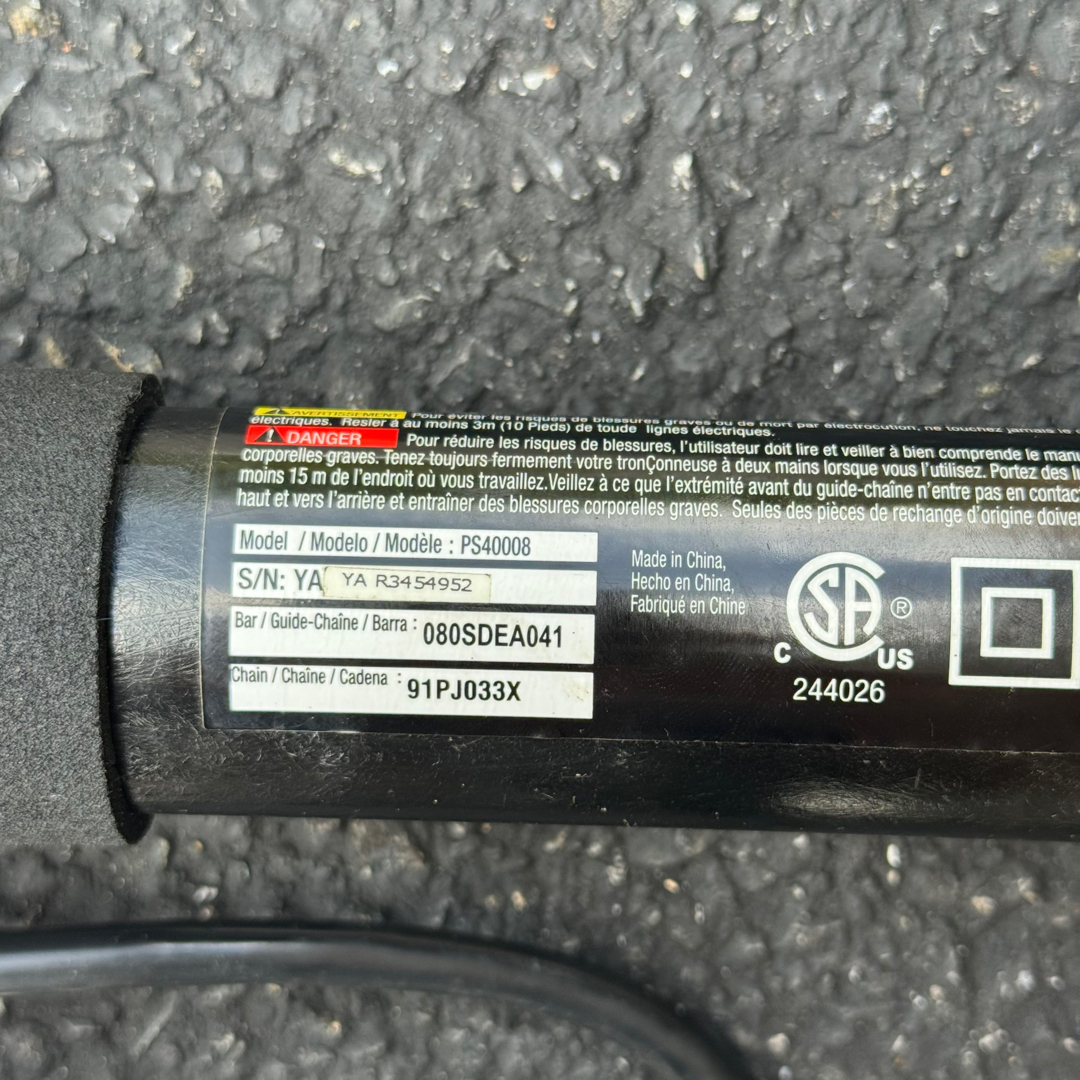 AVERTISSEMENT Pour éviter les risques de blessures graves ou de mort par électrocution, ne touchez jamais
électriques. Rester à au moins 3m (10 Pieds) de toude lignes électriques.
DANGER Pour réduire les risques de blessures, l'utilisateur doit lire et veiller à bien comprendre le
corporelles graves. Tenez toujours fermement votre tronÇonneuse à deux mains lorsque vous l'utilisez. Portez des
moins 15 m de l'endroit où vous travaillez.Veillez à ce que l'extrémité avant du guide-chaîne n'entre pas en
haut et vers l'arrière et entraîner des blessures corporelles graves. Seules des pièces de rechange d'origine
Model / Modelo / Modèle : PS40008
S/N: YA YA R3454952
Bar / Guide-Chaîne / Barra : 080SDEA041
Chain / Chaîne / Cadena : 91PJ033X
Made in China,
Hecho en China,
Fabriqué en Chine
C SA US ®
244026